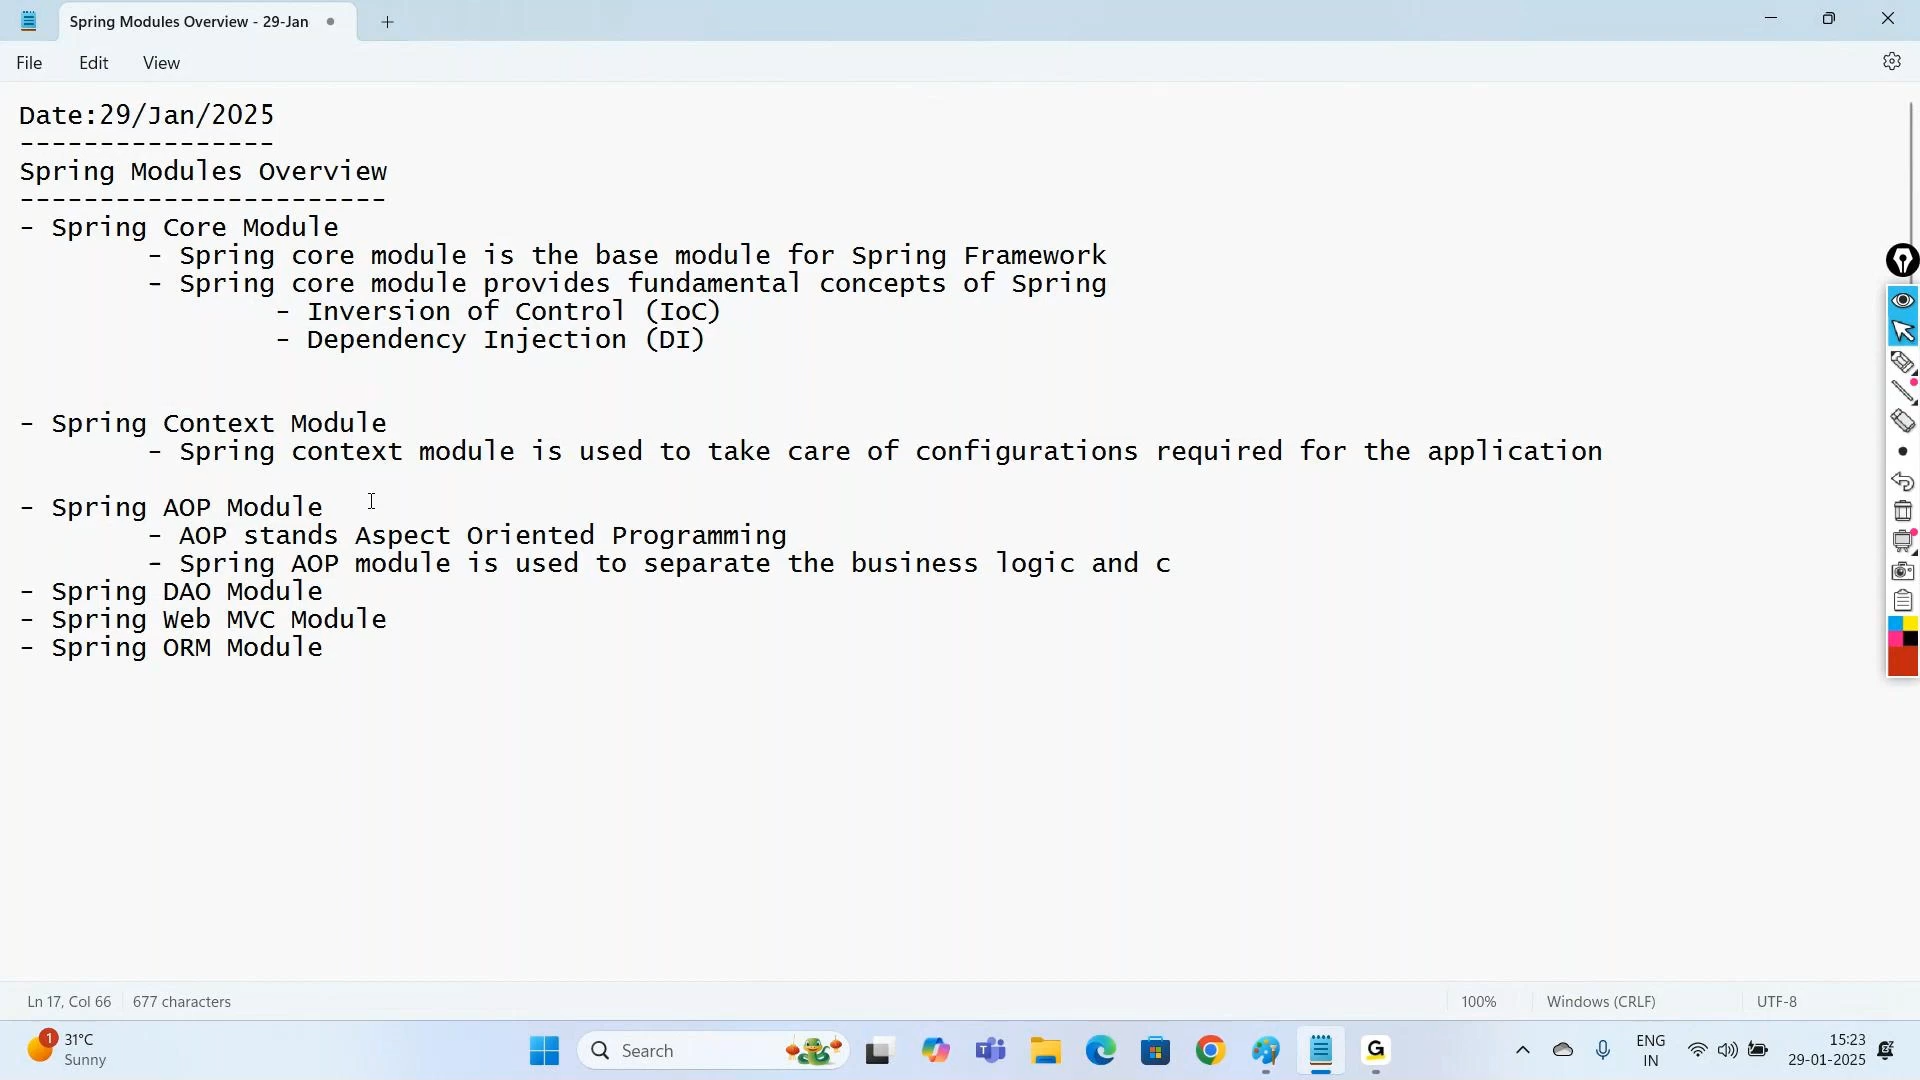 Spring Modules Overview - 29-Jan
File Edit View
Date:29/Jan/2025
----------------
Spring Modules Overview
-----------------------
- Spring Core Module
- Spring core module is the base module for Spring Framework
- Spring core module provides fundamental concepts of Spring
- Inversion of Control (IoC)
- Dependency Injection (DI)
- Spring Context Module
- Spring context module is used to take care of configurations required for the application
- Spring AOP Module
- AOP stands Aspect Oriented Programming
- Spring AOP module is used to separate the business logic and c
- Spring DAO Module
- Spring Web MVC Module
- Spring ORM Module
Ln 17, Col 66 677 characters 100% Windows (CRLF) UTF-8
1 31°C
Sunny
Search
G
ENG
IN
15:23
29-01-2025